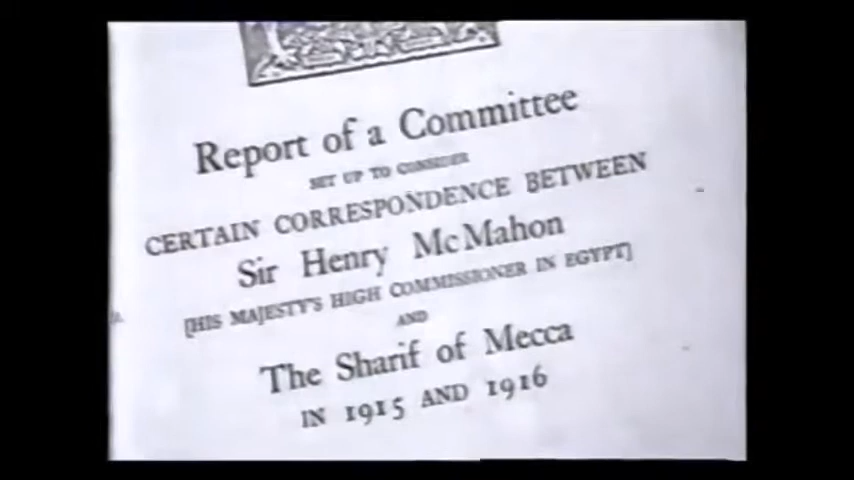 Report of a Committee
SET UP TO CONSIDER
CERTAIN CORRESPONDENCE BETWEEN
Sir Henry McMahon
[HIS MAJESTY'S HIGH COMMISSIONER IN EGYPT]
AND
The Sharif of Mecca
IN 1915 AND 1916